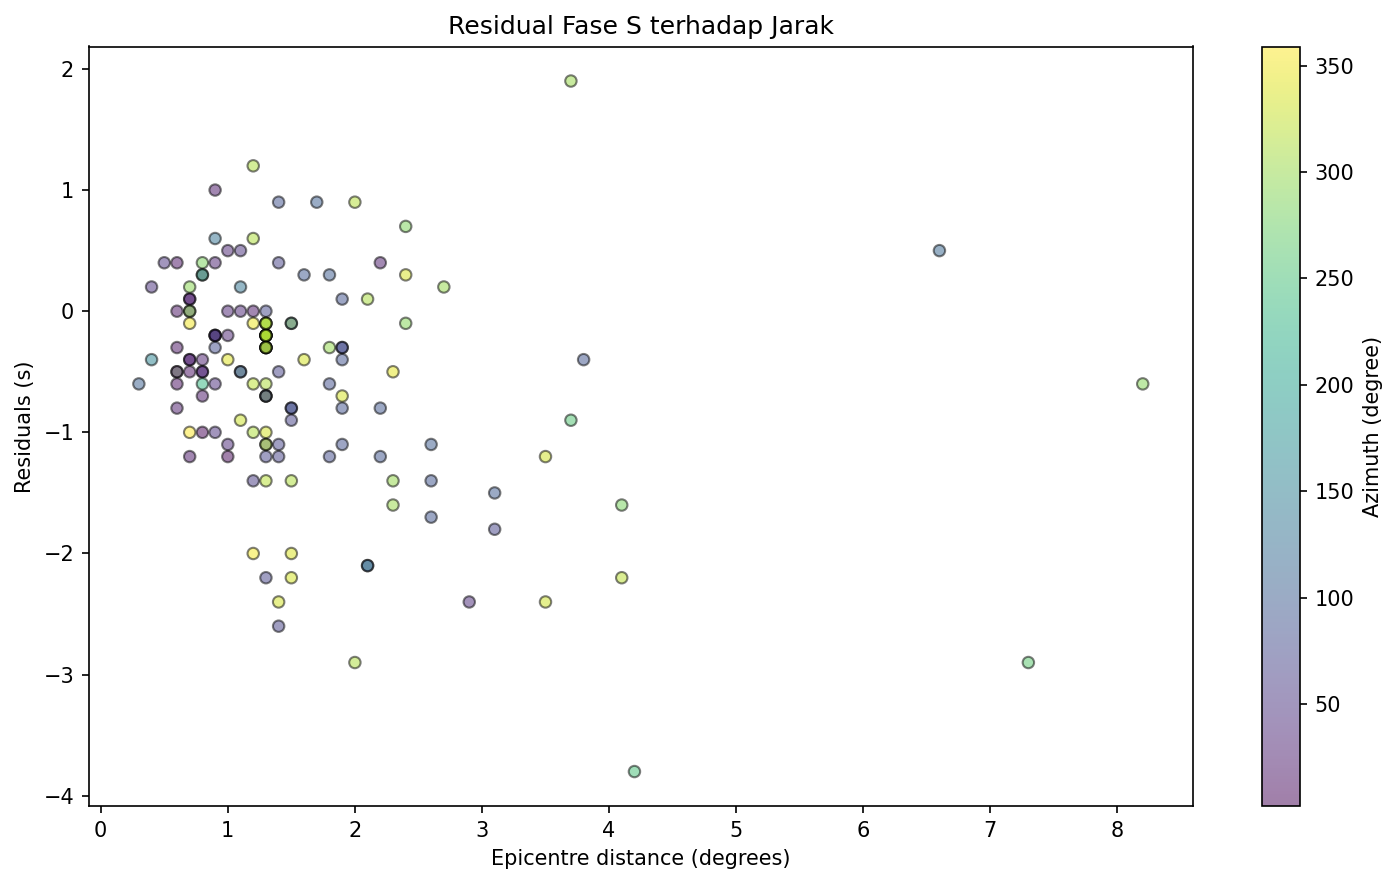 Residual Fase S terhadap Jarak
2
1
0
−1
−2
−3
−4
Residuals (s)
0 1 2 3 4 5 6 7 8
Epicentre distance (degrees)
350
300
250
200
150
100
50
Azimuth (degree)